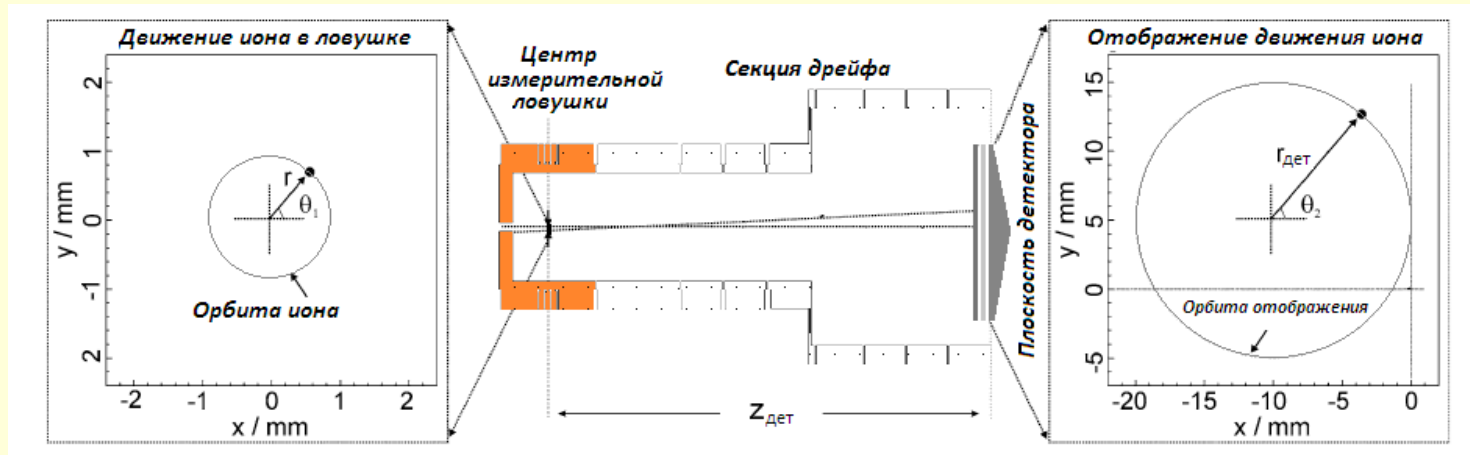 Движение иона в ловушке
2
1
0
-1
2
y / mm
r
θ₁
Орбита иона
-2
-1
0
1
2
x / mm
Центр
измерительной
ловушки
Секция дрейфа
Плоскость детектора
zдет
Отображение движения иона
15
10
5
0
-5
y / mm
rдет
θ₂
Орбита отображения
-20
-15
-10
-5
0
x / mm